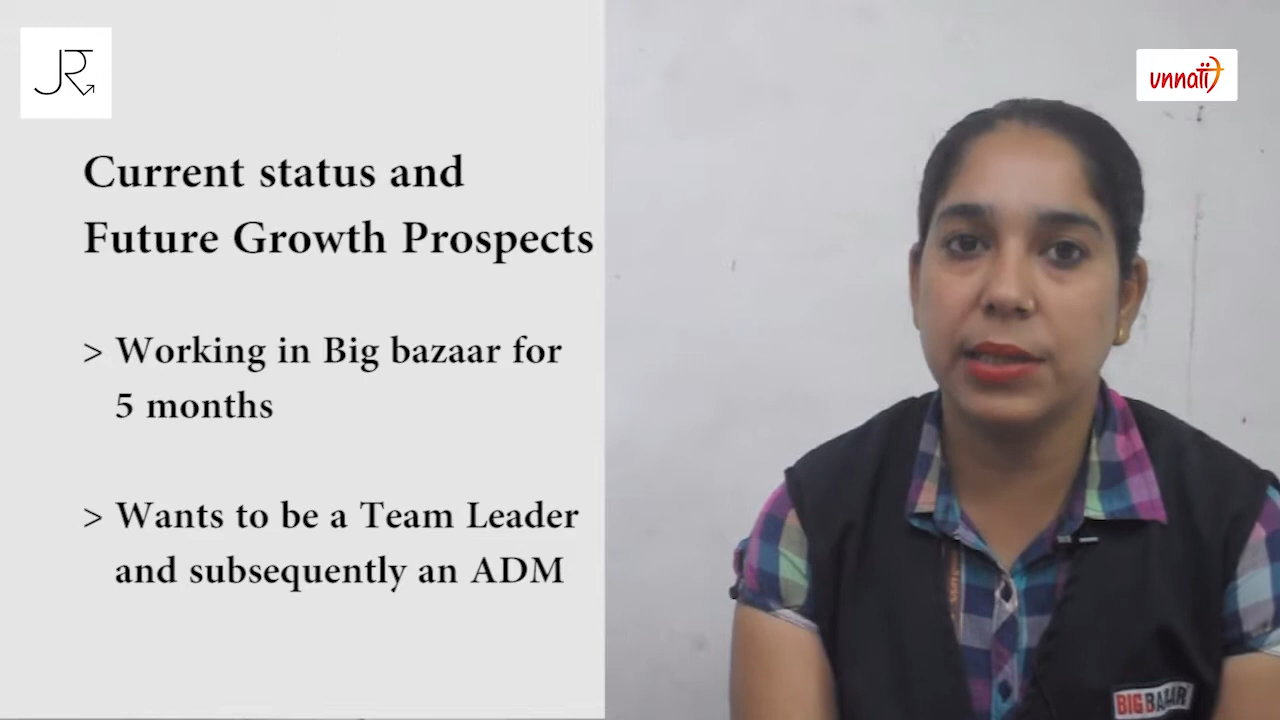 JR
unnati
Current status and
Future Growth Prospects
> Working in Big bazaar for
5 months
> Wants to be a Team Leader
and subsequently an ADM
BIG BAZAAR